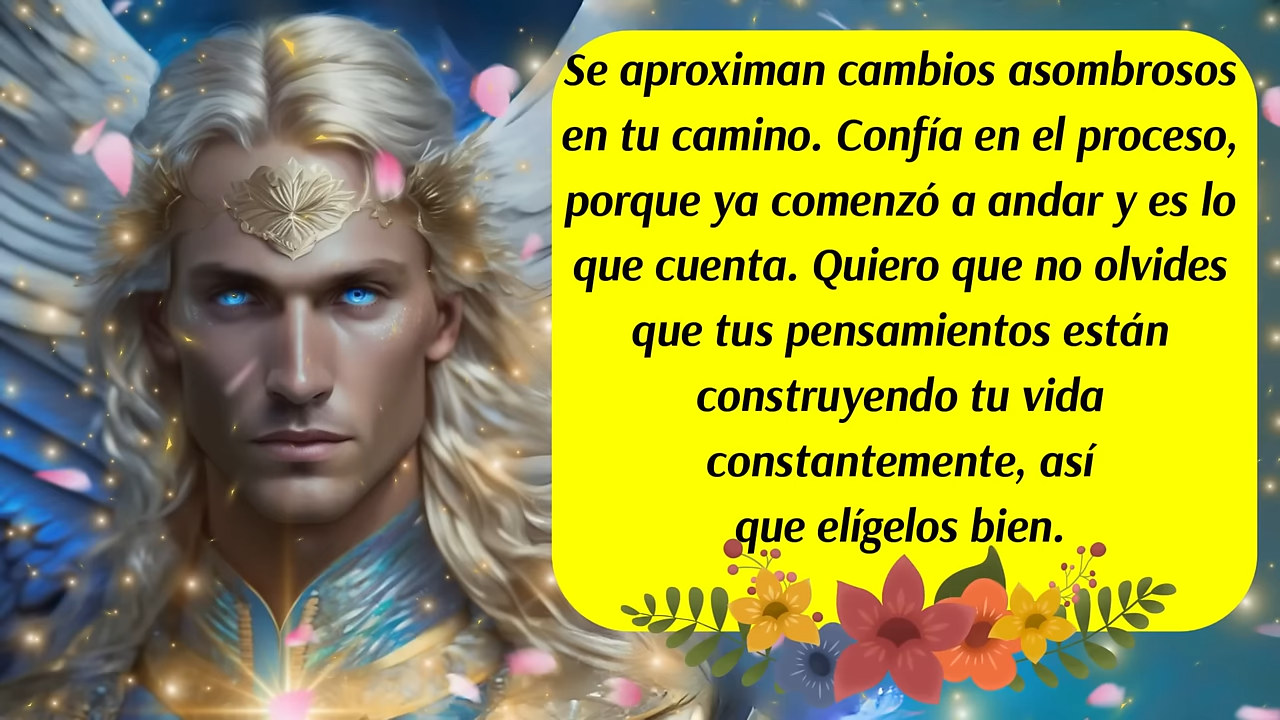 Se aproximan cambios asombrosos
en tu camino. Confía en el proceso,
porque ya comenzó a andar y es lo
que cuenta. Quiero que no olvides
que tus pensamientos están
construyendo tu vida
constantemente, así
que elígelos bien.